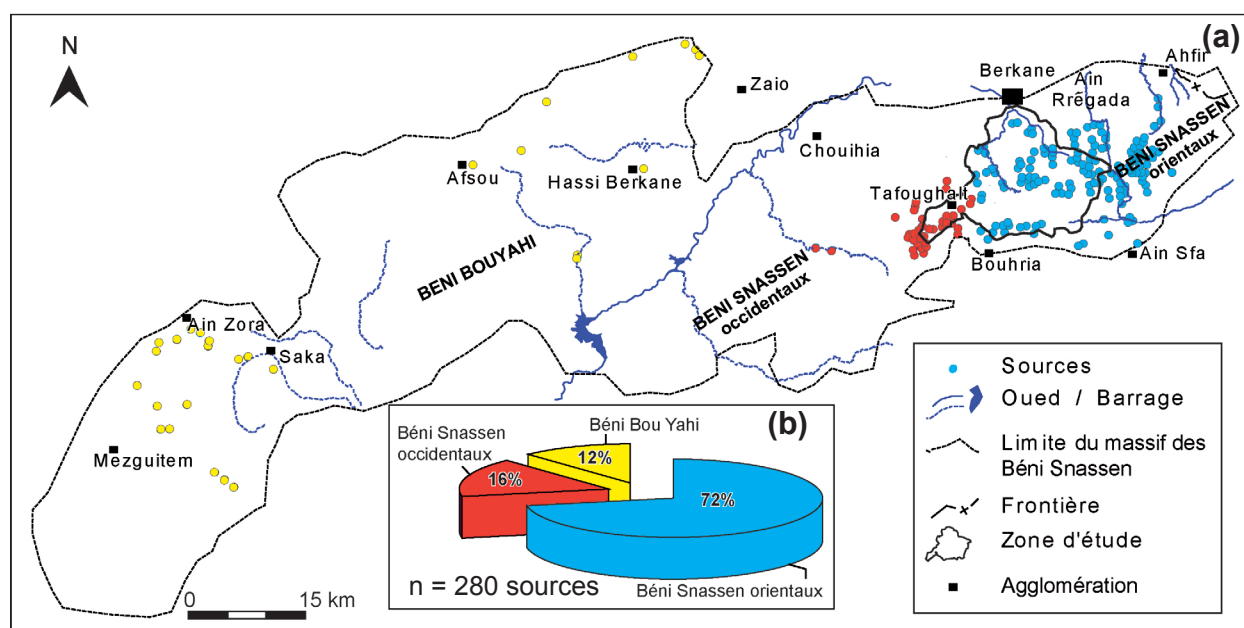 (a)
N
Zaio
Berkane
Ahfir
Ain
Rrêgada
Chouihia
Afsou
Hassi Berkane
Tafoughalt
BENI SNASSEN
orientaux
BENI BOUYAHI
BENI SNASSEN
occidentaux
Bouhria
Ain Sfa
Ain Zora
Saka
Mezguitem
0
15 km
(b)
Béni Snassen
occidentaux
Béni Bou Yahi
12%
16%
72%
n = 280 sources
Béni Snassen orientaux
Sources
Oued / Barrage
Limite du massif des
Béni Snassen
Frontière
Zone d'étude
Agglomération